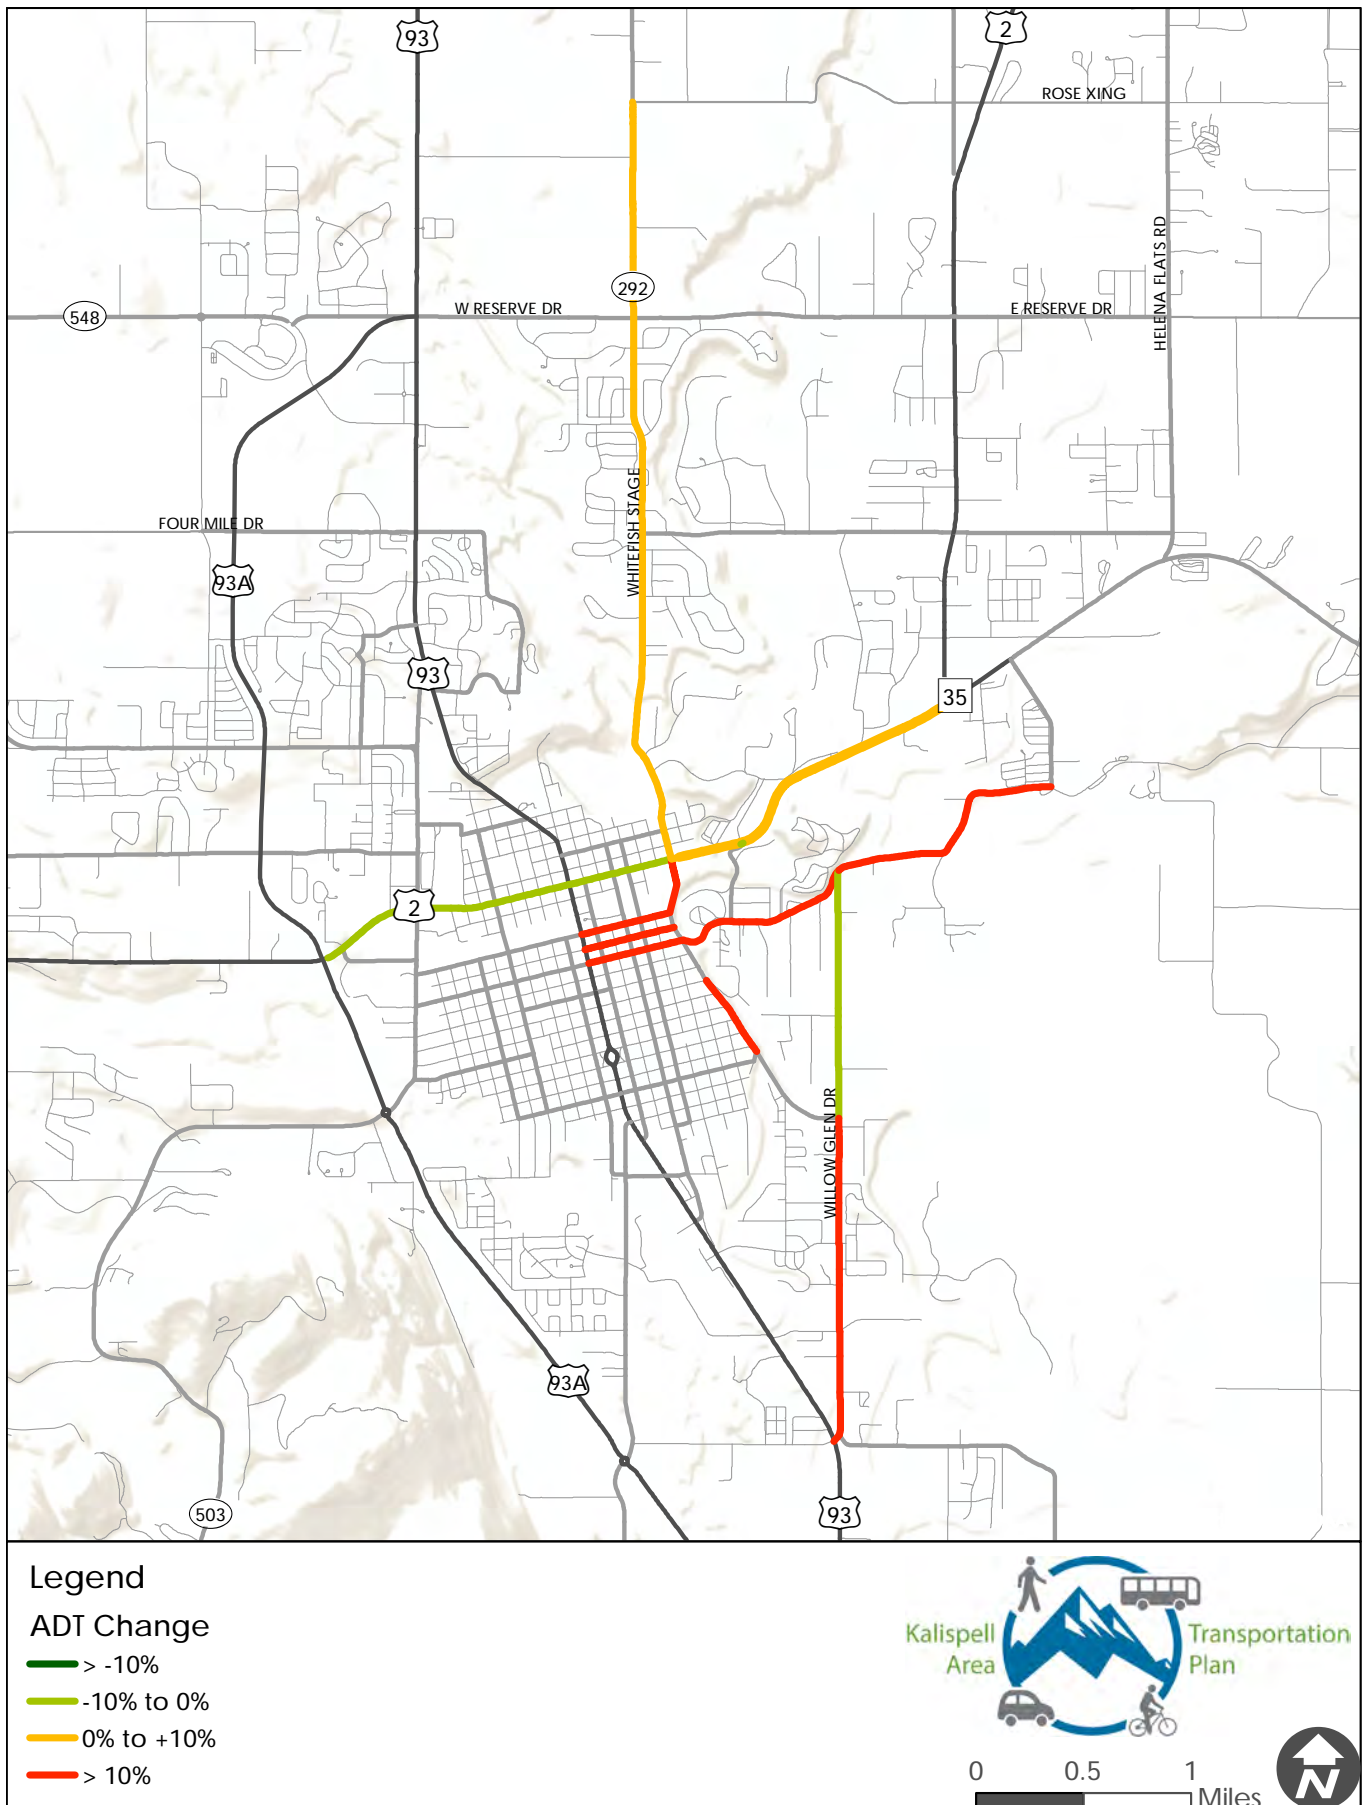 93
2
ROSE XING
HELENA FLATS RD
292
548
W RESERVE DR
E RESERVE DR
WHITEFISH STAGE
FOUR MILE DR
93A
93
35
2
WILLOW GLEN DR
93A
503
93
Legend
ADT Change
> -10%
-10% to 0%
0% to +10%
> 10%
Kalispell
Area
Transportation
Plan
0 0.5 1
Miles
N